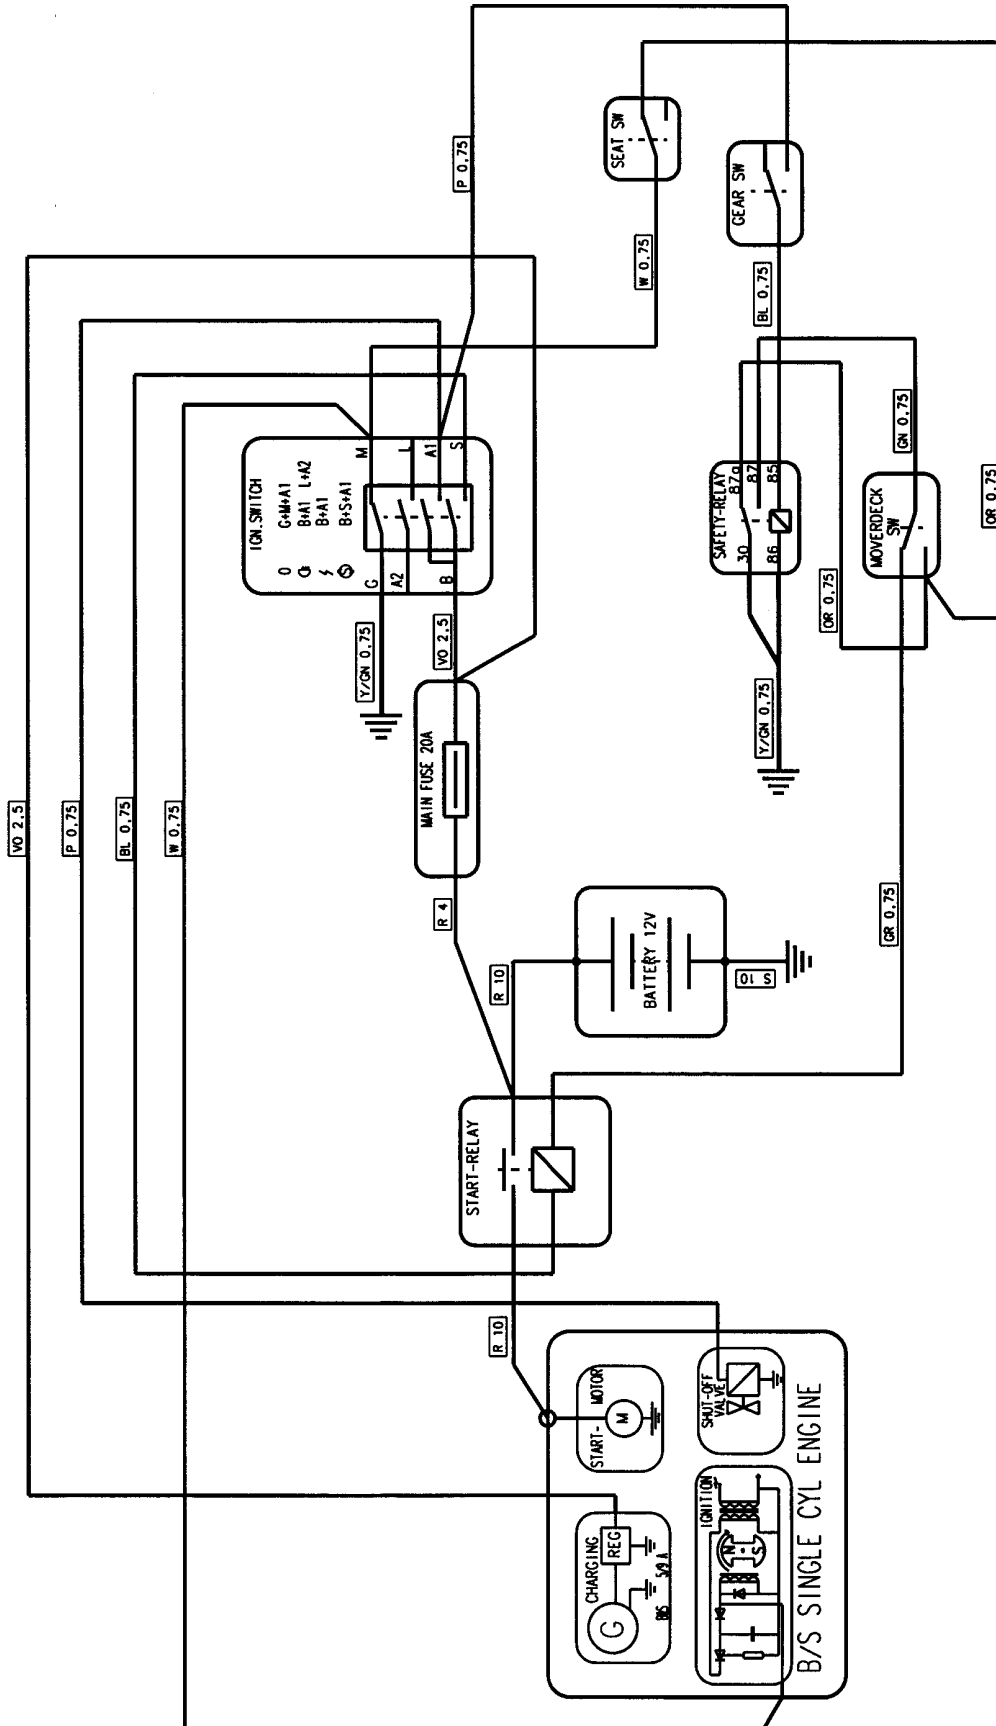 P 0,75
SEAT SW
GEAR SW
W 0,75
BL 0,75
IGN.SWITCH
O G+M+A1
B+A1 L+A2
B+A1
B+S+A1
M
L
A1
S
G
A2
B
Y/GN 0,75
VO 2,5
MAIN FUSE 20A
SAFETY-RELAY
87a
87
85
30
86
GN 0,75
MOVERDECK
SW
OR 0,75
OR 0,75
Y/GN 0,75
VO 2,5
P 0,75
BL 0,75
W 0,75
R 4
GR 0,75
R 10
BATTERY 12V
S 10
START-RELAY
R 10
START-
MOTOR
M
SHUT-OFF
VALVE
CHARGING
REG
G
5/9 A
IGNITION
N
S
B/S SINGLE CYL ENGINE